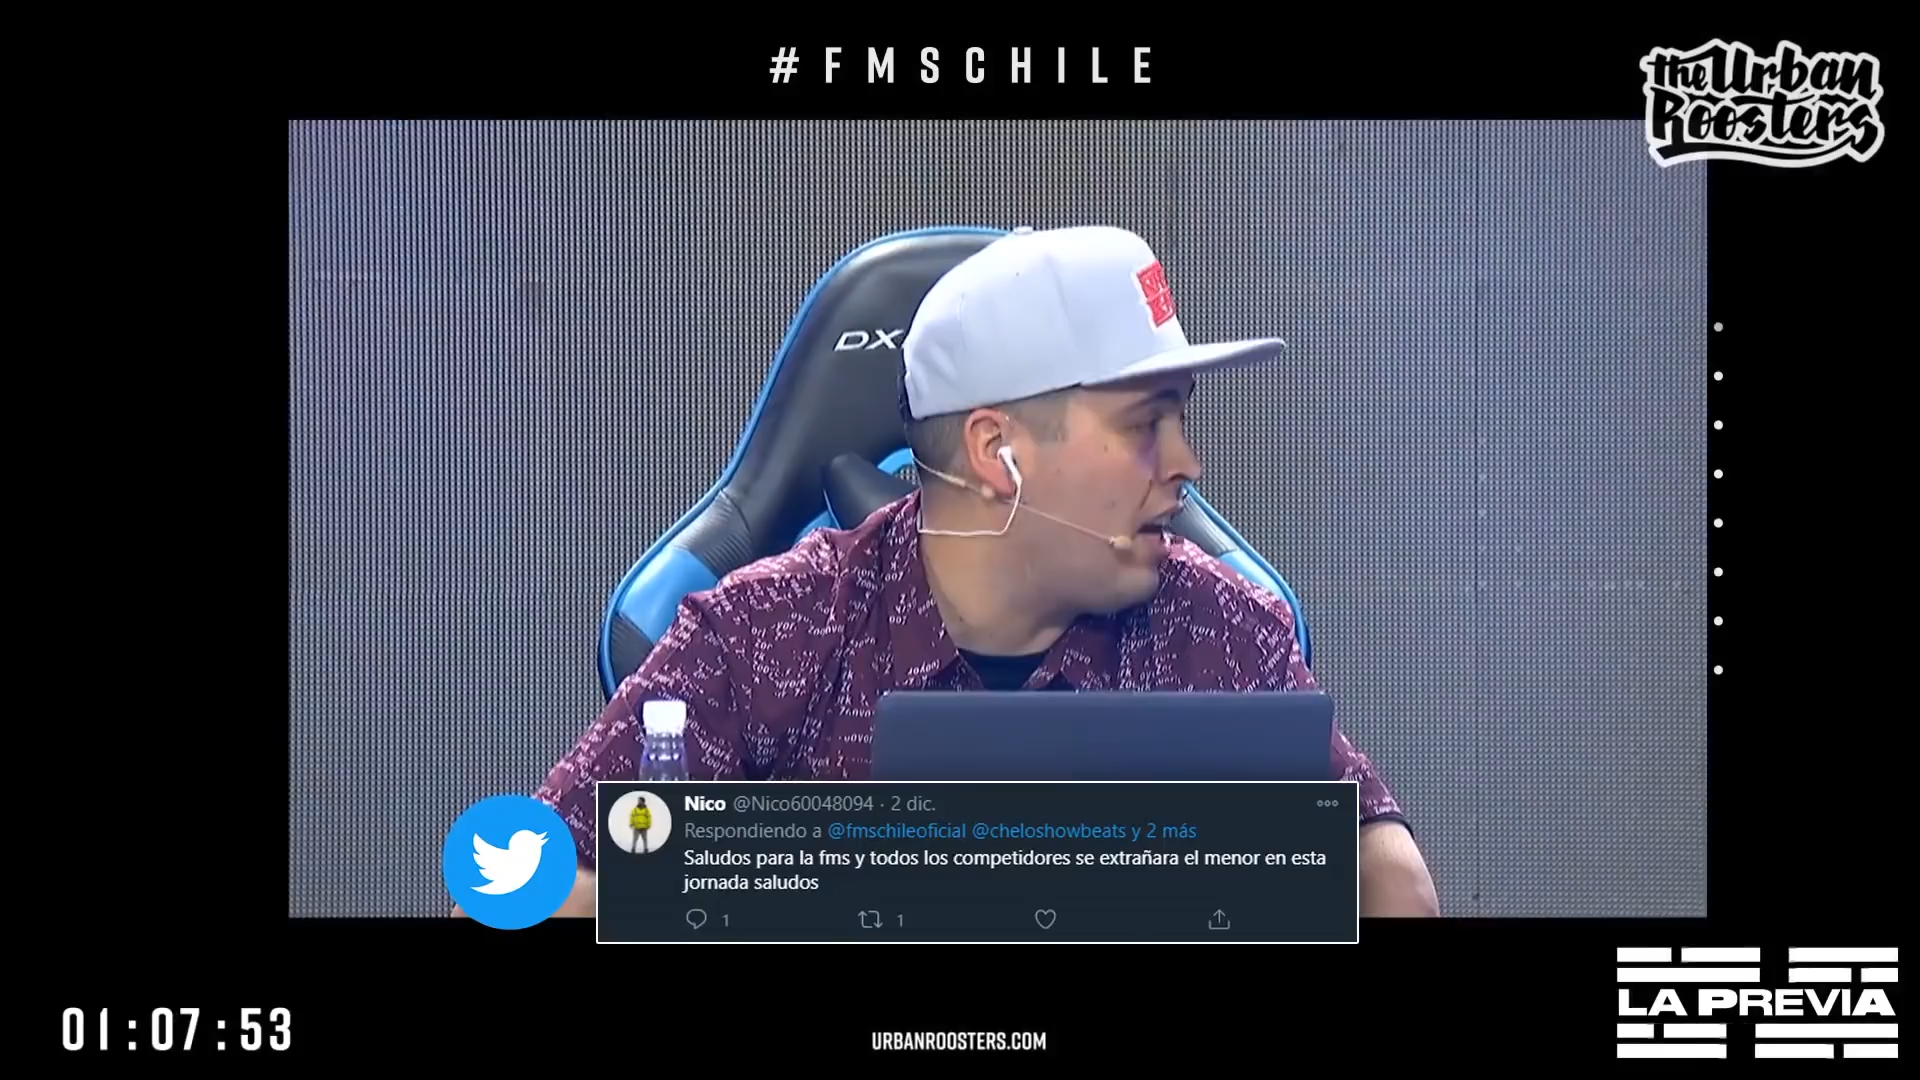 #FMSCHILE
the Urban
Roosters
DX
Nico @Nico60048094 · 2 dic.
Respondiendo a @fmschileoficial @cheloshowbeats y 2 más
Saludos para la fms y todos los competidores se extrañara el menor en esta
jornada saludos
1 1
01:07:53
URBANROOSTERS.COM
LA PREVIA